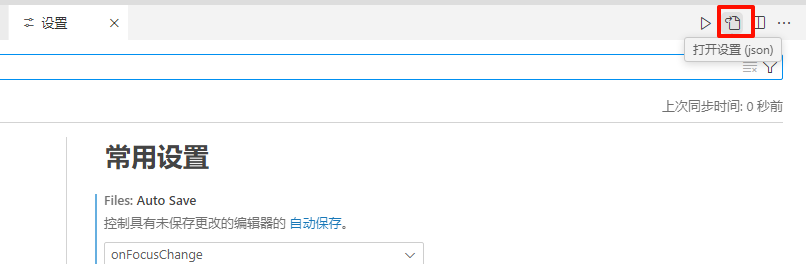 设置
打开设置 (json)
上次同步时间: 0 秒前
常用设置
Files: Auto Save
控制具有未保存更改的编辑器的 自动保存。
onFocusChange